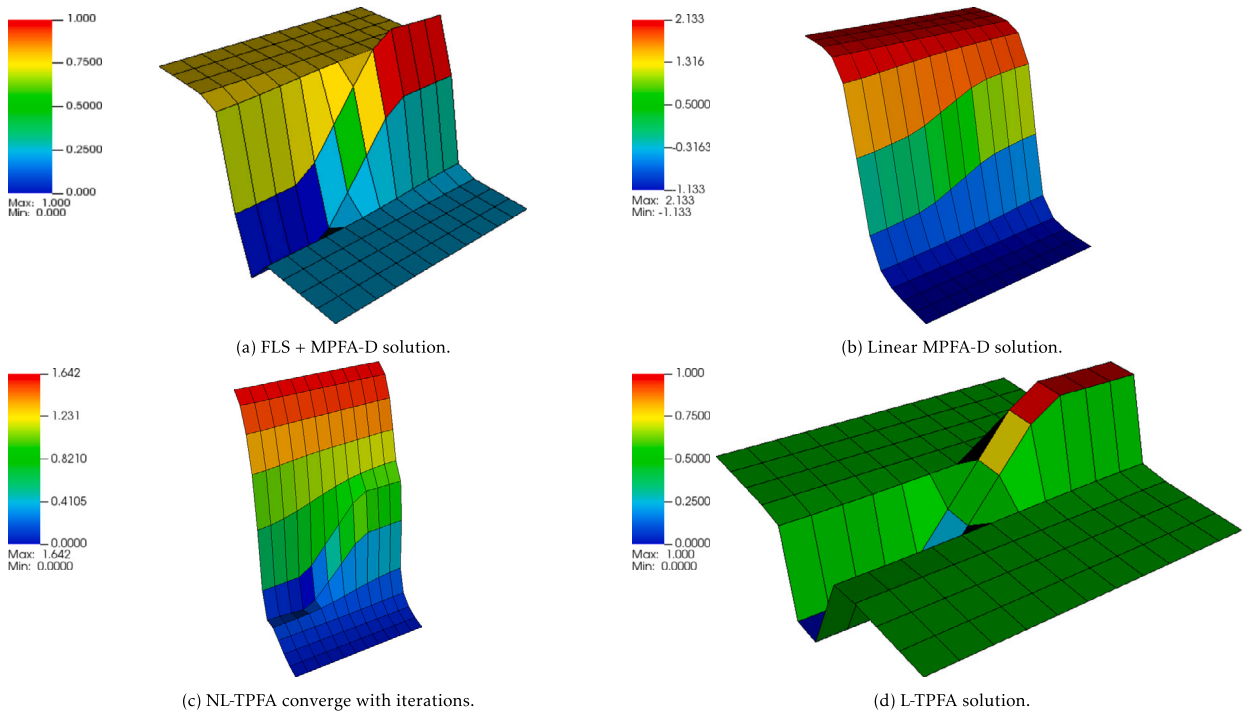 1.000
0.7500
0.5000
0.2500
0.000
Max: 1.000
Min: 0.000
(a) FLS + MPFA-D solution.
2.133
1.316
0.5000
-0.3163
-1.133
Max: 2.133
Min: -1.133
(b) Linear MPFA-D solution.
1.642
1.231
0.8210
0.4105
0.0000
Max: 1.642
Min: 0.0000
(c) NL-TPFA converge with iterations.
1.000
0.7500
0.5000
0.2500
0.0000
Max: 1.000
Min: 0.0000
(d) L-TPFA solution.